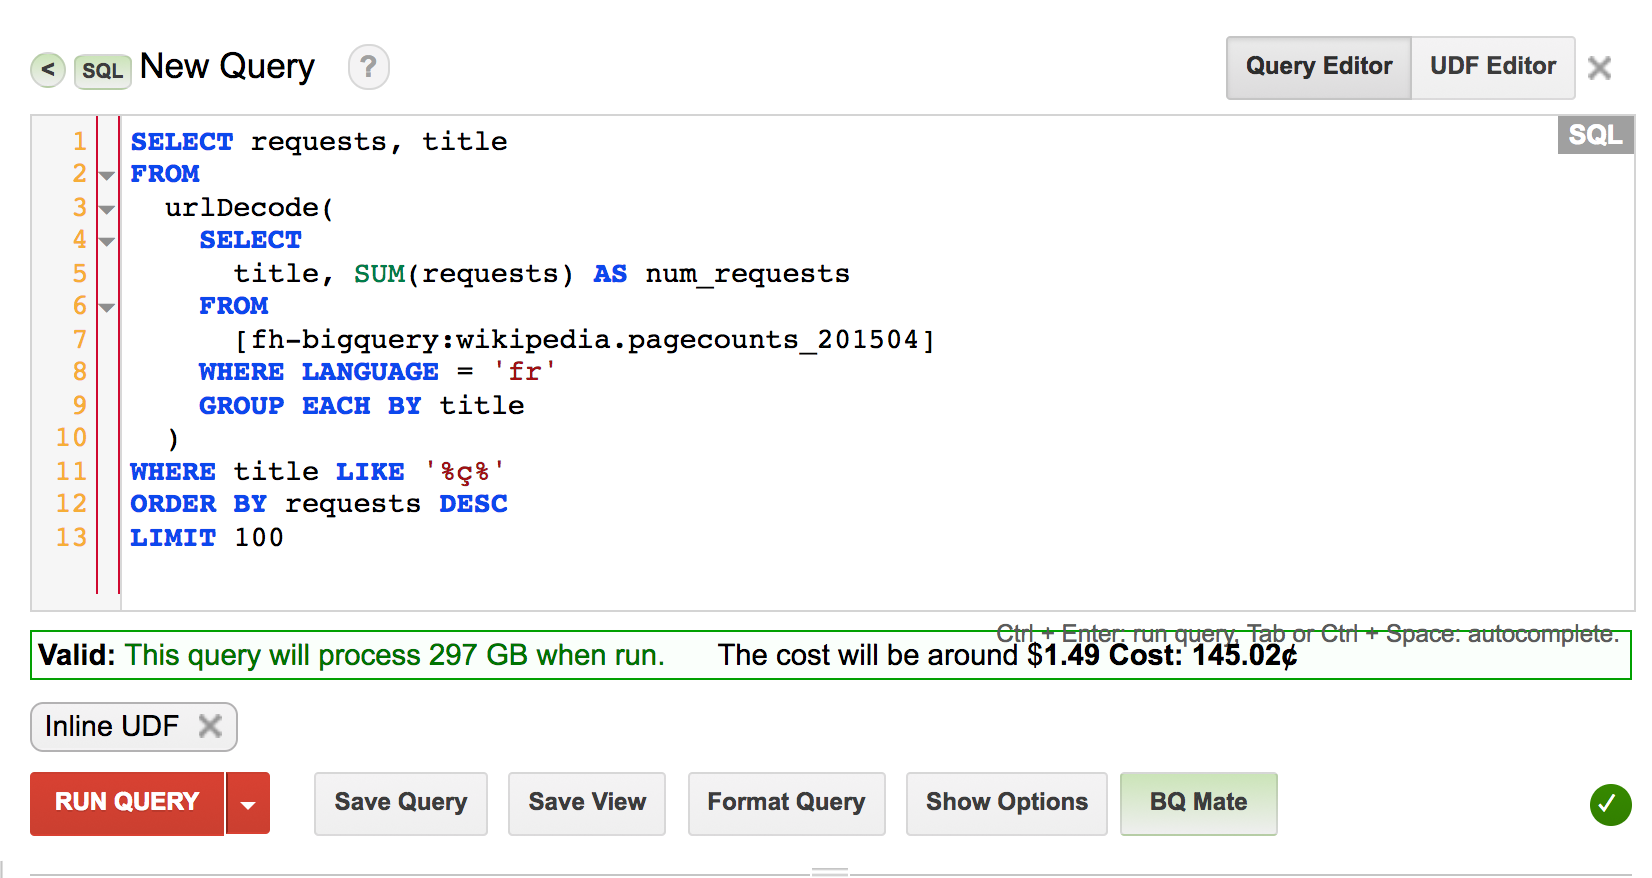 < SQL New Query ? Query Editor UDF Editor
SQL
1 SELECT requests, title
2 FROM
3 urlDecode(
4 SELECT
5 title, SUM(requests) AS num_requests
6 FROM
7 [fh-bigquery:wikipedia.pagecounts_201504]
8 WHERE LANGUAGE = 'fr'
9 GROUP EACH BY title
10 )
11 WHERE title LIKE '%ç%'
12 ORDER BY requests DESC
13 LIMIT 100
Ctrl + Enter: run query, Tab or Ctrl + Space: autocomplete.
Valid: This query will process 297 GB when run. The cost will be around $1.49 Cost: 145.02¢
Inline UDF
RUN QUERY Save Query Save View Format Query Show Options BQ Mate